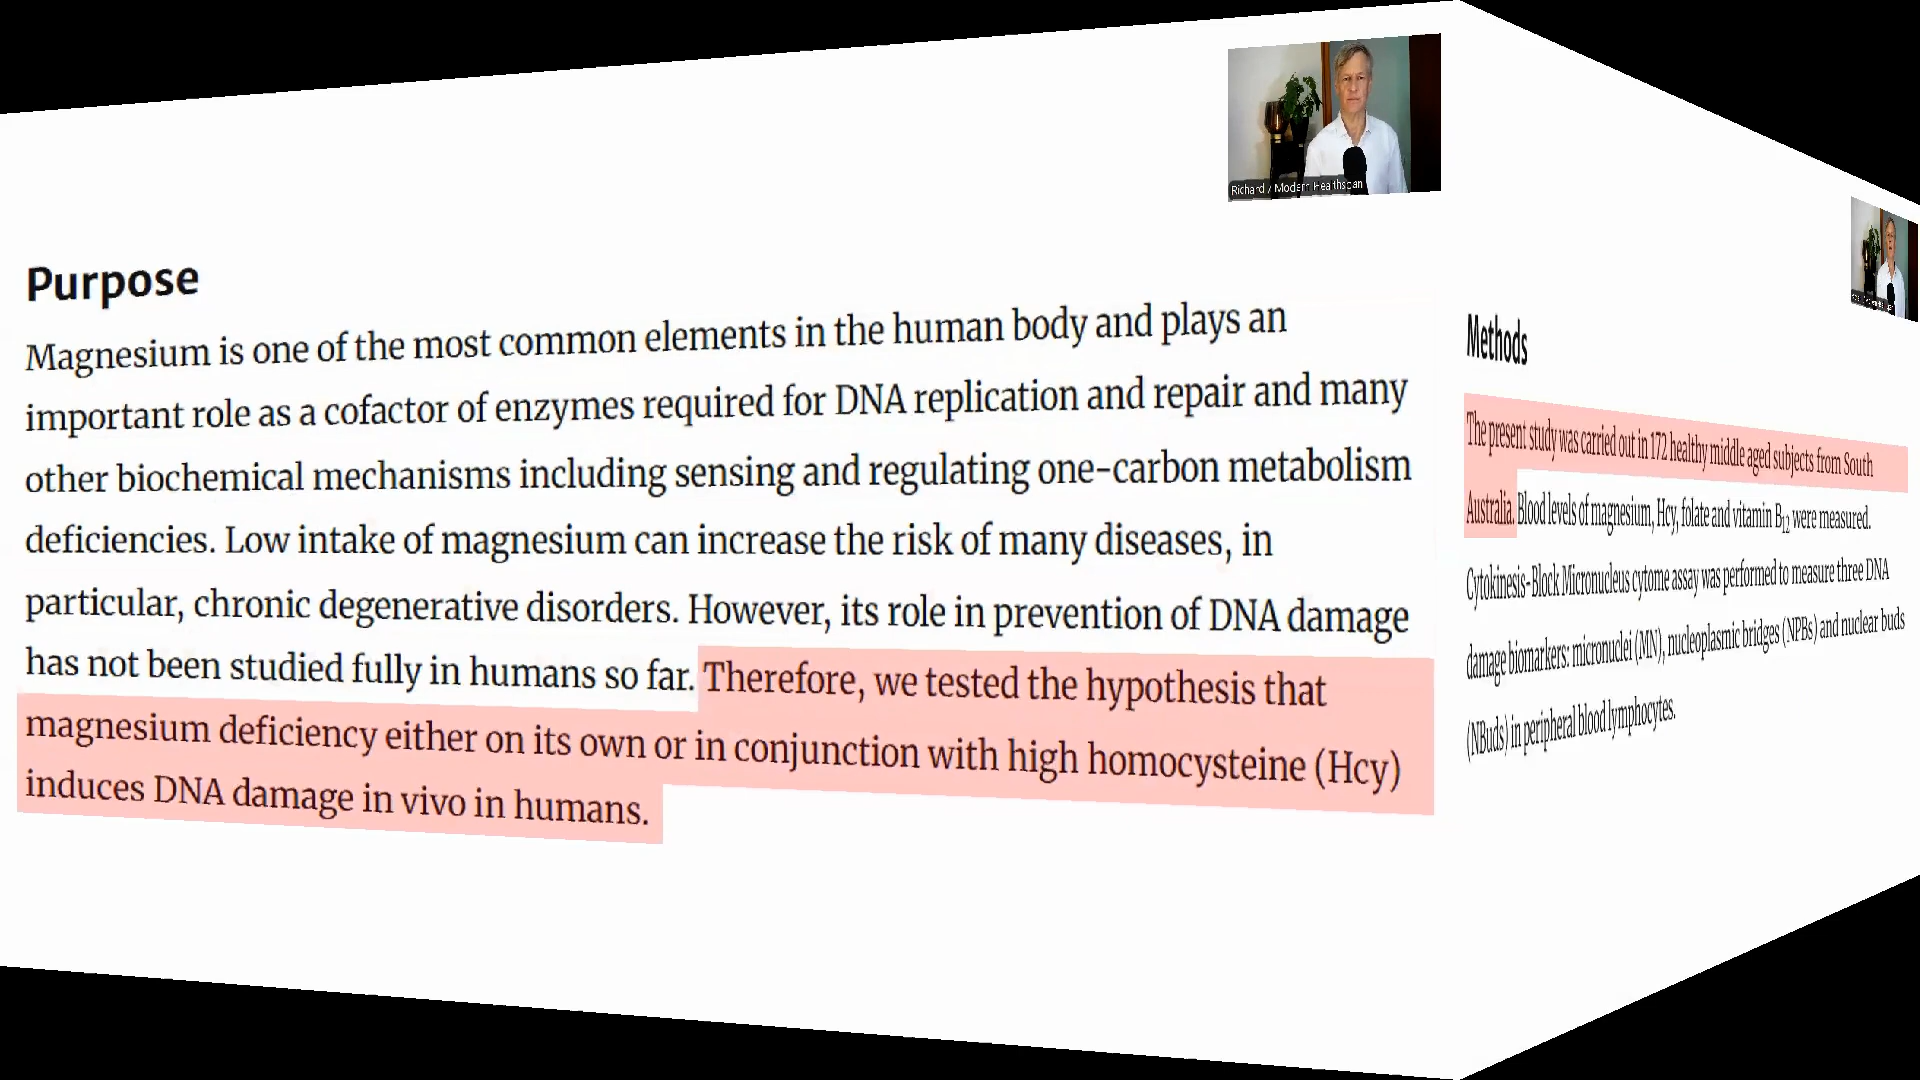 Richard / Modern Healthspan
Purpose
Magnesium is one of the most common elements in the human body and plays an
important role as a cofactor of enzymes required for DNA replication and repair and many
other biochemical mechanisms including sensing and regulating one-carbon metabolism
deficiencies. Low intake of magnesium can increase the risk of many diseases, in
particular, chronic degenerative disorders. However, its role in prevention of DNA damage
has not been studied fully in humans so far. Therefore, we tested the hypothesis that
magnesium deficiency either on its own or in conjunction with high homocysteine (Hcy)
induces DNA damage in vivo in humans.
Methods
The present study was carried out in 172 healthy middle aged subjects from South
Australia. Blood levels of magnesium, Hcy, folate and vitamin B12 were measured.
Cytokinesis-Block Micronucleus cytome assay was performed to measure three DNA
damage biomarkers: micronuclei (MN), nucleoplasmic bridges (NPBs) and nuclear buds
(NBuds) in peripheral blood lymphocytes.